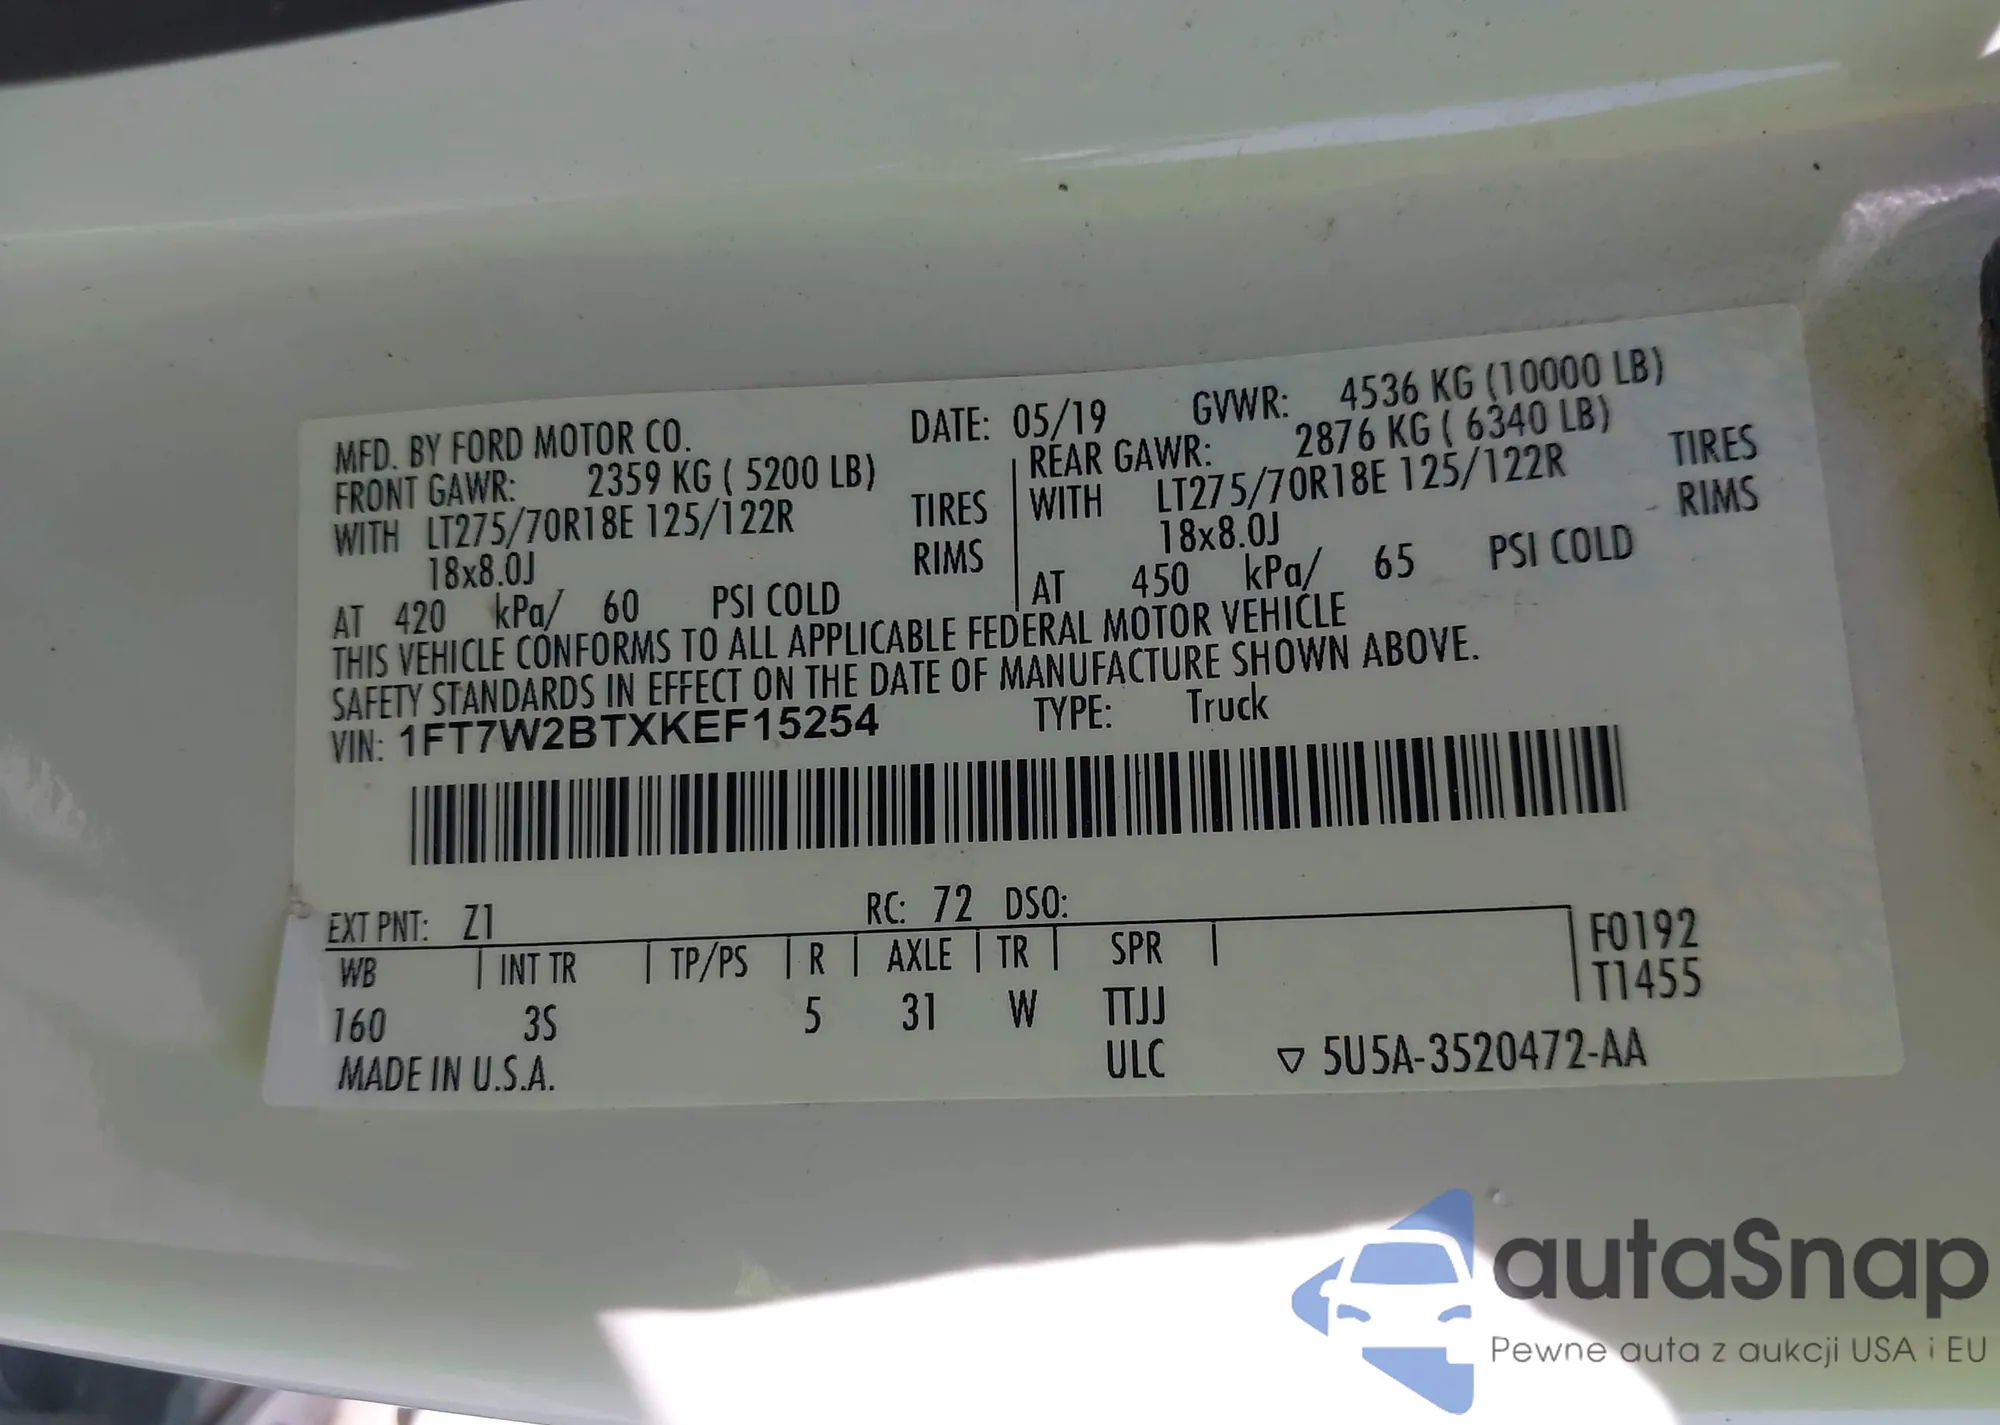 MFD. BY FORD MOTOR CO. DATE: 05/19 GVWR: 4536 KG (10000 LB)
FRONT GAWR: 2359 KG ( 5200 LB) REAR GAWR: 2876 KG ( 6340 LB)
WITH LT275/70R18E 125/122R TIRES WITH LT275/70R18E 125/122R TIRES
18x8.0J RIMS 18x8.0J RIMS
AT 420 kPa/ 60 PSI COLD AT 450 kPa/ 65 PSI COLD
THIS VEHICLE CONFORMS TO ALL APPLICABLE FEDERAL MOTOR VEHICLE
SAFETY STANDARDS IN EFFECT ON THE DATE OF MANUFACTURE SHOWN ABOVE.
VIN: 1FT7W2BTXKEF15254 TYPE: Truck
EXT PNT: Z1 RC: 72 DSO:
WB INT TR TP/PS R AXLE TR SPR F0192
T1455
160 3S 5 31 W TTJJ
MADE IN U.S.A. ULC 5U5A-3520472-AA
autaSnap
Pewne auta z aukcji USA i EU